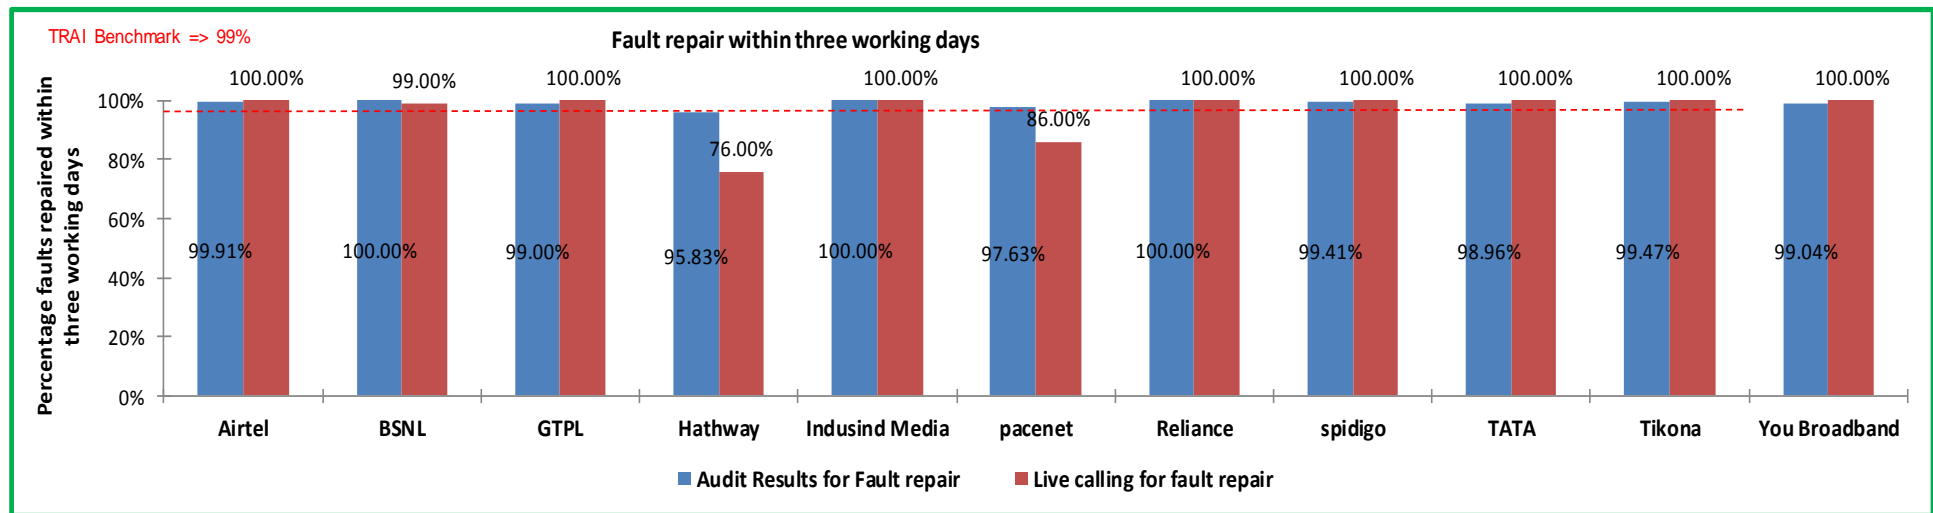 TRAI Benchmark => 99%
Fault repair within three working days
Percentage faults repaired within
three working days
100.00% 99.00% 100.00% 100.00% 100.00% 100.00% 100.00% 100.00% 100.00%
100%
86.00%
76.00%
80%
60%
99.91% 100.00% 99.00% 95.83% 100.00% 97.63% 100.00% 99.41% 98.96% 99.47% 99.04%
40%
20%
0%
Airtel BSNL GTPL Hathway Indusind Media pacenet Reliance spidigo TATA Tikona You Broadband
Audit Results for Fault repair Live calling for fault repair